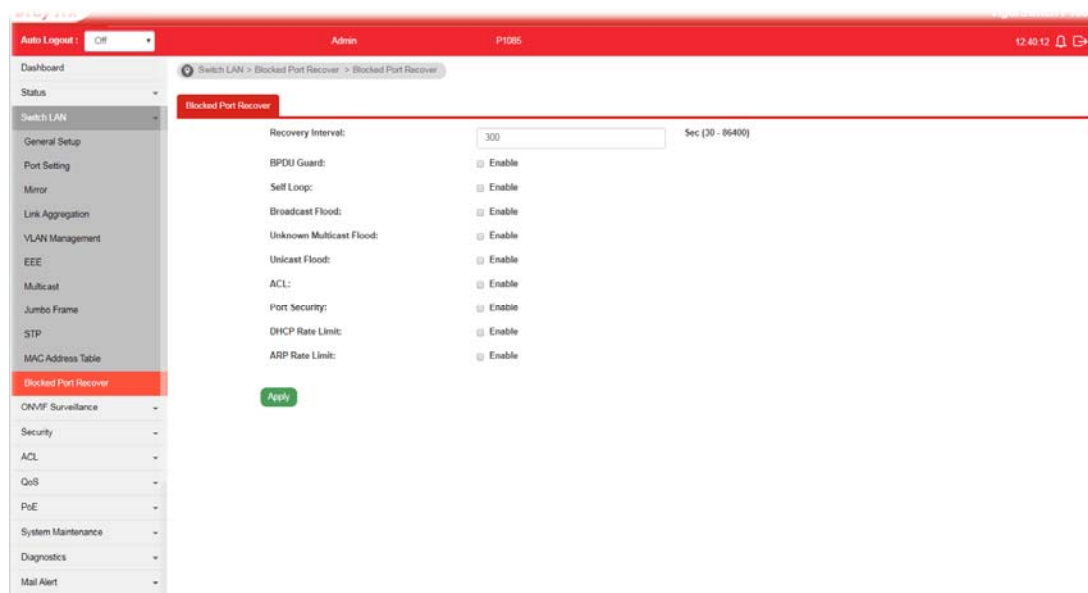 Auto Logout : Off Admin P1085 12:40:12
Dashboard
Status
Switch LAN
General Setup
Port Setting
Mirror
Link Aggregation
VLAN Management
EEE
Multicast
Jumbo Frame
STP
MAC Address Table
Blocked Port Recover
ONVIF Surveillance
Security
ACL
QoS
PoE
System Maintenance
Diagnostics
Mail Alert
Switch LAN > Blocked Port Recover > Blocked Port Recover
Blocked Port Recover
Recovery Interval: 300 Sec (30 - 86400)
BPDU Guard: Enable
Self Loop: Enable
Broadcast Flood: Enable
Unknown Multicast Flood: Enable
Unicast Flood: Enable
ACL: Enable
Port Security: Enable
DHCP Rate Limit: Enable
ARP Rate Limit: Enable
Apply